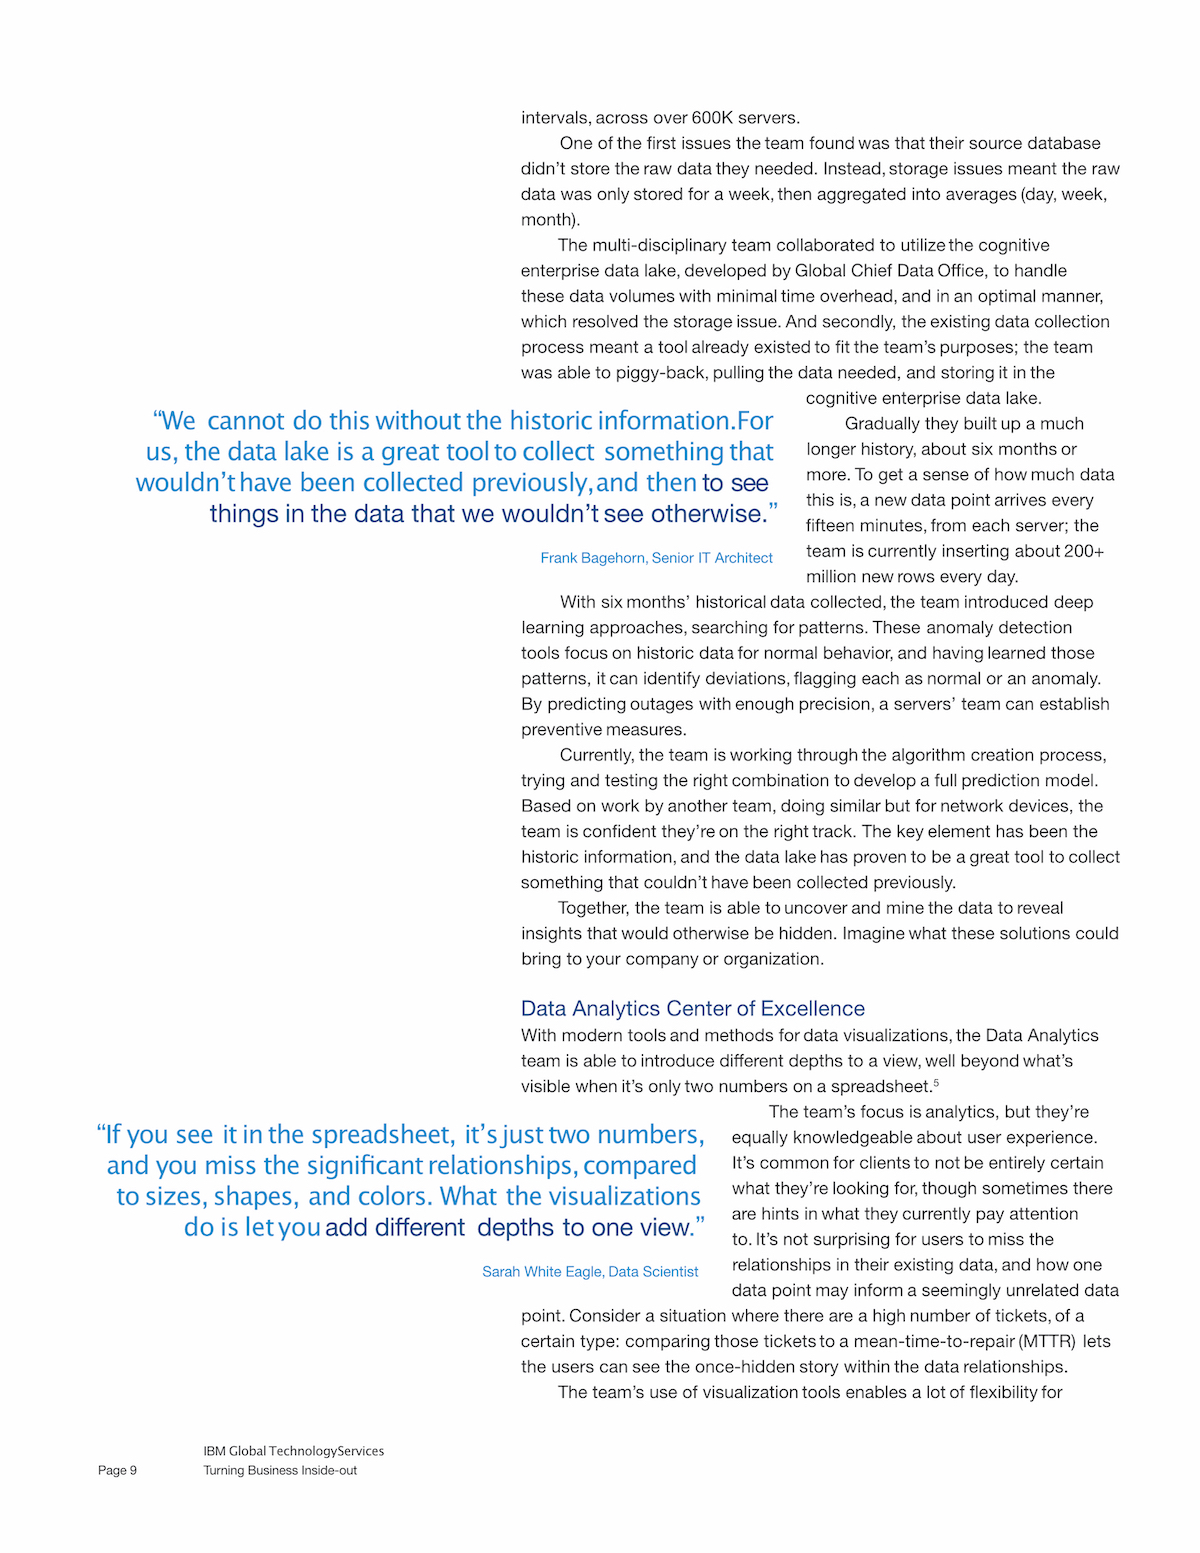 intervals, across over 600K servers.
One of the first issues the team found was that their source database
didn't store the raw data they needed. Instead, storage issues meant the raw
data was only stored for a week, then aggregated into averages (day, week,
month).
The multi-disciplinary team collaborated to utilize the cognitive
enterprise data lake, developed by Global Chief Data Office, to handle
these data volumes with minimal time overhead, and in an optimal manner,
which resolved the storage issue. And secondly, the existing data collection
process meant a tool already existed to fit the team's purposes; the team
was able to piggy-back, pulling the data needed, and storing it in the
cognitive enterprise data lake.
Gradually they built up a much
longer history, about six months or
more. To get a sense of how much data
this is, a new data point arrives every
fifteen minutes, from each server; the
team is currently inserting about 200+
million new rows every day.
“We cannot do this without the historic information.For
us, the data lake is a great tool to collect something that
wouldn't have been collected previously, and then to see
things in the data that we wouldn't see otherwise.”
Frank Bagehorn, Senior IT Architect
With six months' historical data collected, the team introduced deep
learning approaches, searching for patterns. These anomaly detection
tools focus on historic data for normal behavior, and having learned those
patterns, it can identify deviations, flagging each as normal or an anomaly.
By predicting outages with enough precision, a servers' team can establish
preventive measures.
Currently, the team is working through the algorithm creation process,
trying and testing the right combination to develop a full prediction model.
Based on work by another team, doing similar but for network devices, the
team is confident they're on the right track. The key element has been the
historic information, and the data lake has proven to be a great tool to collect
something that couldn't have been collected previously.
Together, the team is able to uncover and mine the data to reveal
insights that would otherwise be hidden. Imagine what these solutions could
bring to your company or organization.
Data Analytics Center of Excellence
With modern tools and methods for data visualizations, the Data Analytics
team is able to introduce different depths to a view, well beyond what's
visible when it's only two numbers on a spreadsheet.5
The team's focus is analytics, but they're
equally knowledgeable about user experience.
It's common for clients to not be entirely certain
what they're looking for, though sometimes there
are hints in what they currently pay attention
to. It's not surprising for users to miss the
relationships in their existing data, and how one
data point may inform a seemingly unrelated data
point. Consider a situation where there are a high number of tickets, of a
certain type: comparing those tickets to a mean-time-to-repair (MTTR) lets
the users can see the once-hidden story within the data relationships.
The team's use of visualization tools enables a lot of flexibility for
“If you see it in the spreadsheet, it's just two numbers,
and you miss the significant relationships, compared
to sizes, shapes, and colors. What the visualizations
do is let you add different depths to one view.”
Sarah White Eagle, Data Scientist
IBM Global TechnologyServices
Page 9 Turning Business Inside-out